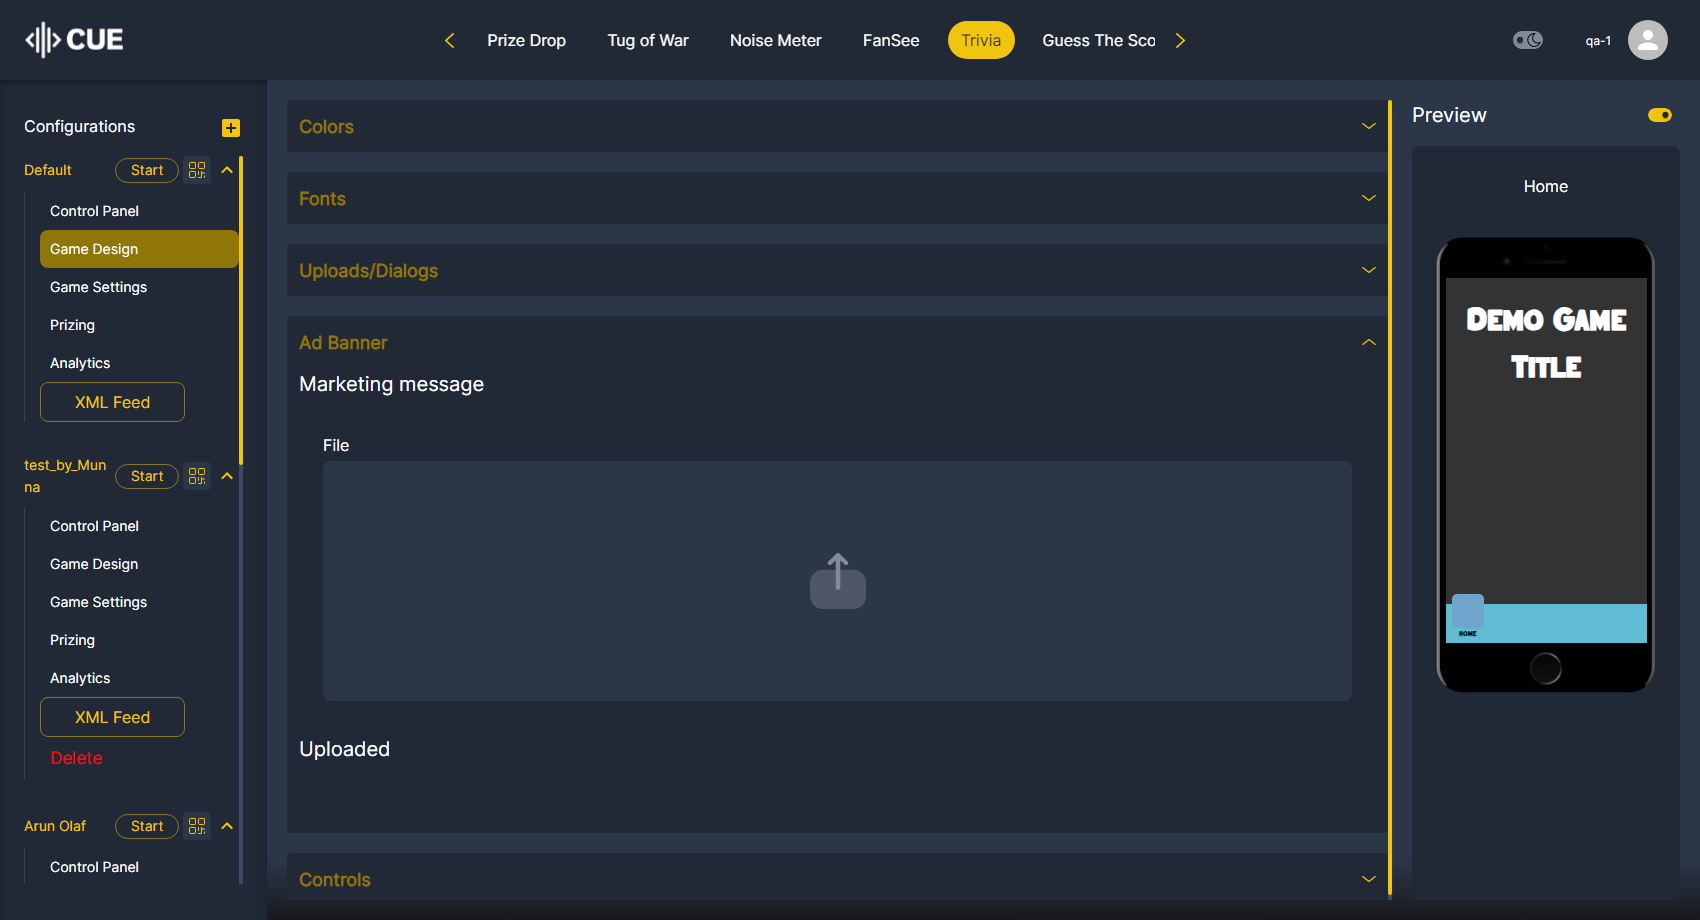 CUE
Prize Drop
Tug of War
Noise Meter
FanSee
Trivia
Guess The Sco
qa-1
Configurations
Default
Start
Control Panel
Game Design
Game Settings
Prizing
Analytics
XML Feed
test_by_Mun
na
Start
Control Panel
Game Design
Game Settings
Prizing
Analytics
XML Feed
Delete
Arun Olaf
Start
Control Panel
Colors
Fonts
Uploads/Dialogs
Ad Banner
Marketing message
File
Uploaded
Controls
Preview
Home
Demo Game
Title
HOME